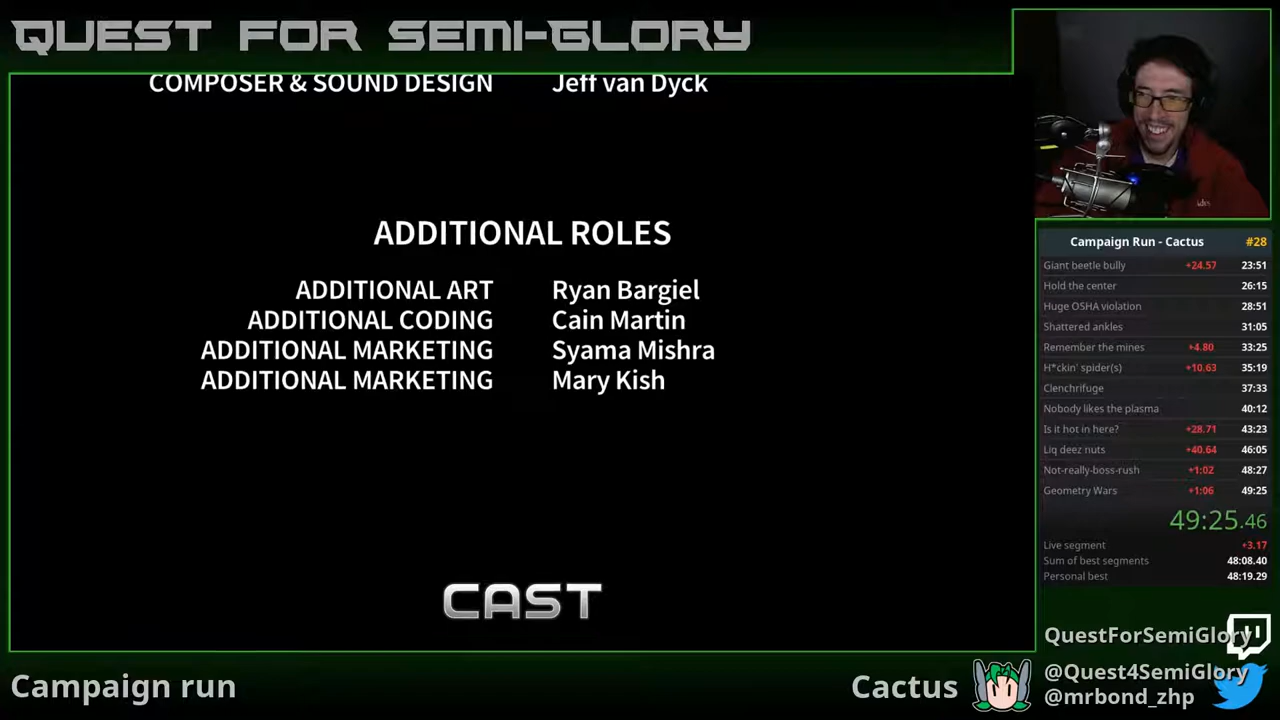 QUEST FOR SEMI-GLORY
COMPOSER & SOUND DESIGN Jeff van Dyck
ADDITIONAL ROLES
ADDITIONAL ART Ryan Bargiel
ADDITIONAL CODING Cain Martin
ADDITIONAL MARKETING Syama Mishra
ADDITIONAL MARKETING Mary Kish
CAST
Campaign Run - Cactus #28
Giant beetle bully +24.57 23:51
Hold the center 26:15
Huge OSHA violation 28:51
Shattered ankles 31:05
Remember the mines +4.80 33:25
H*ckin' spider(s) +10.63 35:19
Clenchrifuge 37:33
Nobody likes the plasma 40:12
Is it hot in here? +28.71 43:23
Liq deez nuts +40.64 46:05
Not-really-boss-rush +1:02 48:27
Geometry Wars +1:06 49:25
49:25.46
Live segment +3.17
Sum of best segments 48:08.40
Personal best 48:19.29
QuestForSemiGlory
@Quest4SemiGlory
@mrbond_zhp
Campaign run
Cactus